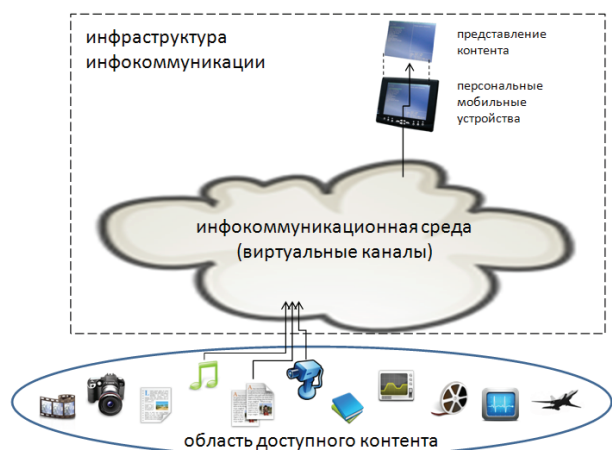 инфраструктура
инфокоммуникации
представление
контента
персональные
мобильные
устройства
инфокоммуникационная среда
(виртуальные каналы)
область доступного контента